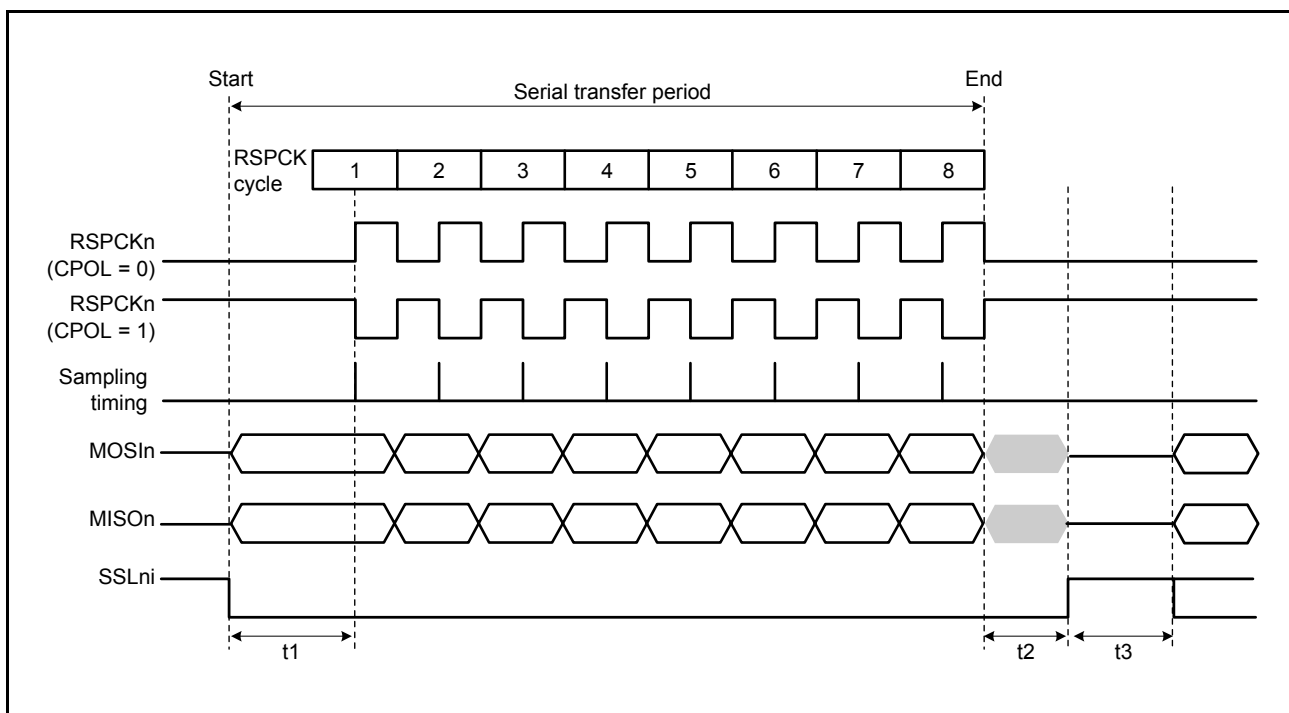 Start
End
Serial transfer period
RSPCK
cycle
1 2 3 4 5 6 7 8
RSPCKn
(CPOL = 0)
RSPCKn
(CPOL = 1)
Sampling
timing
MOSIn
MISOn
SSLni
t1
t2
t3